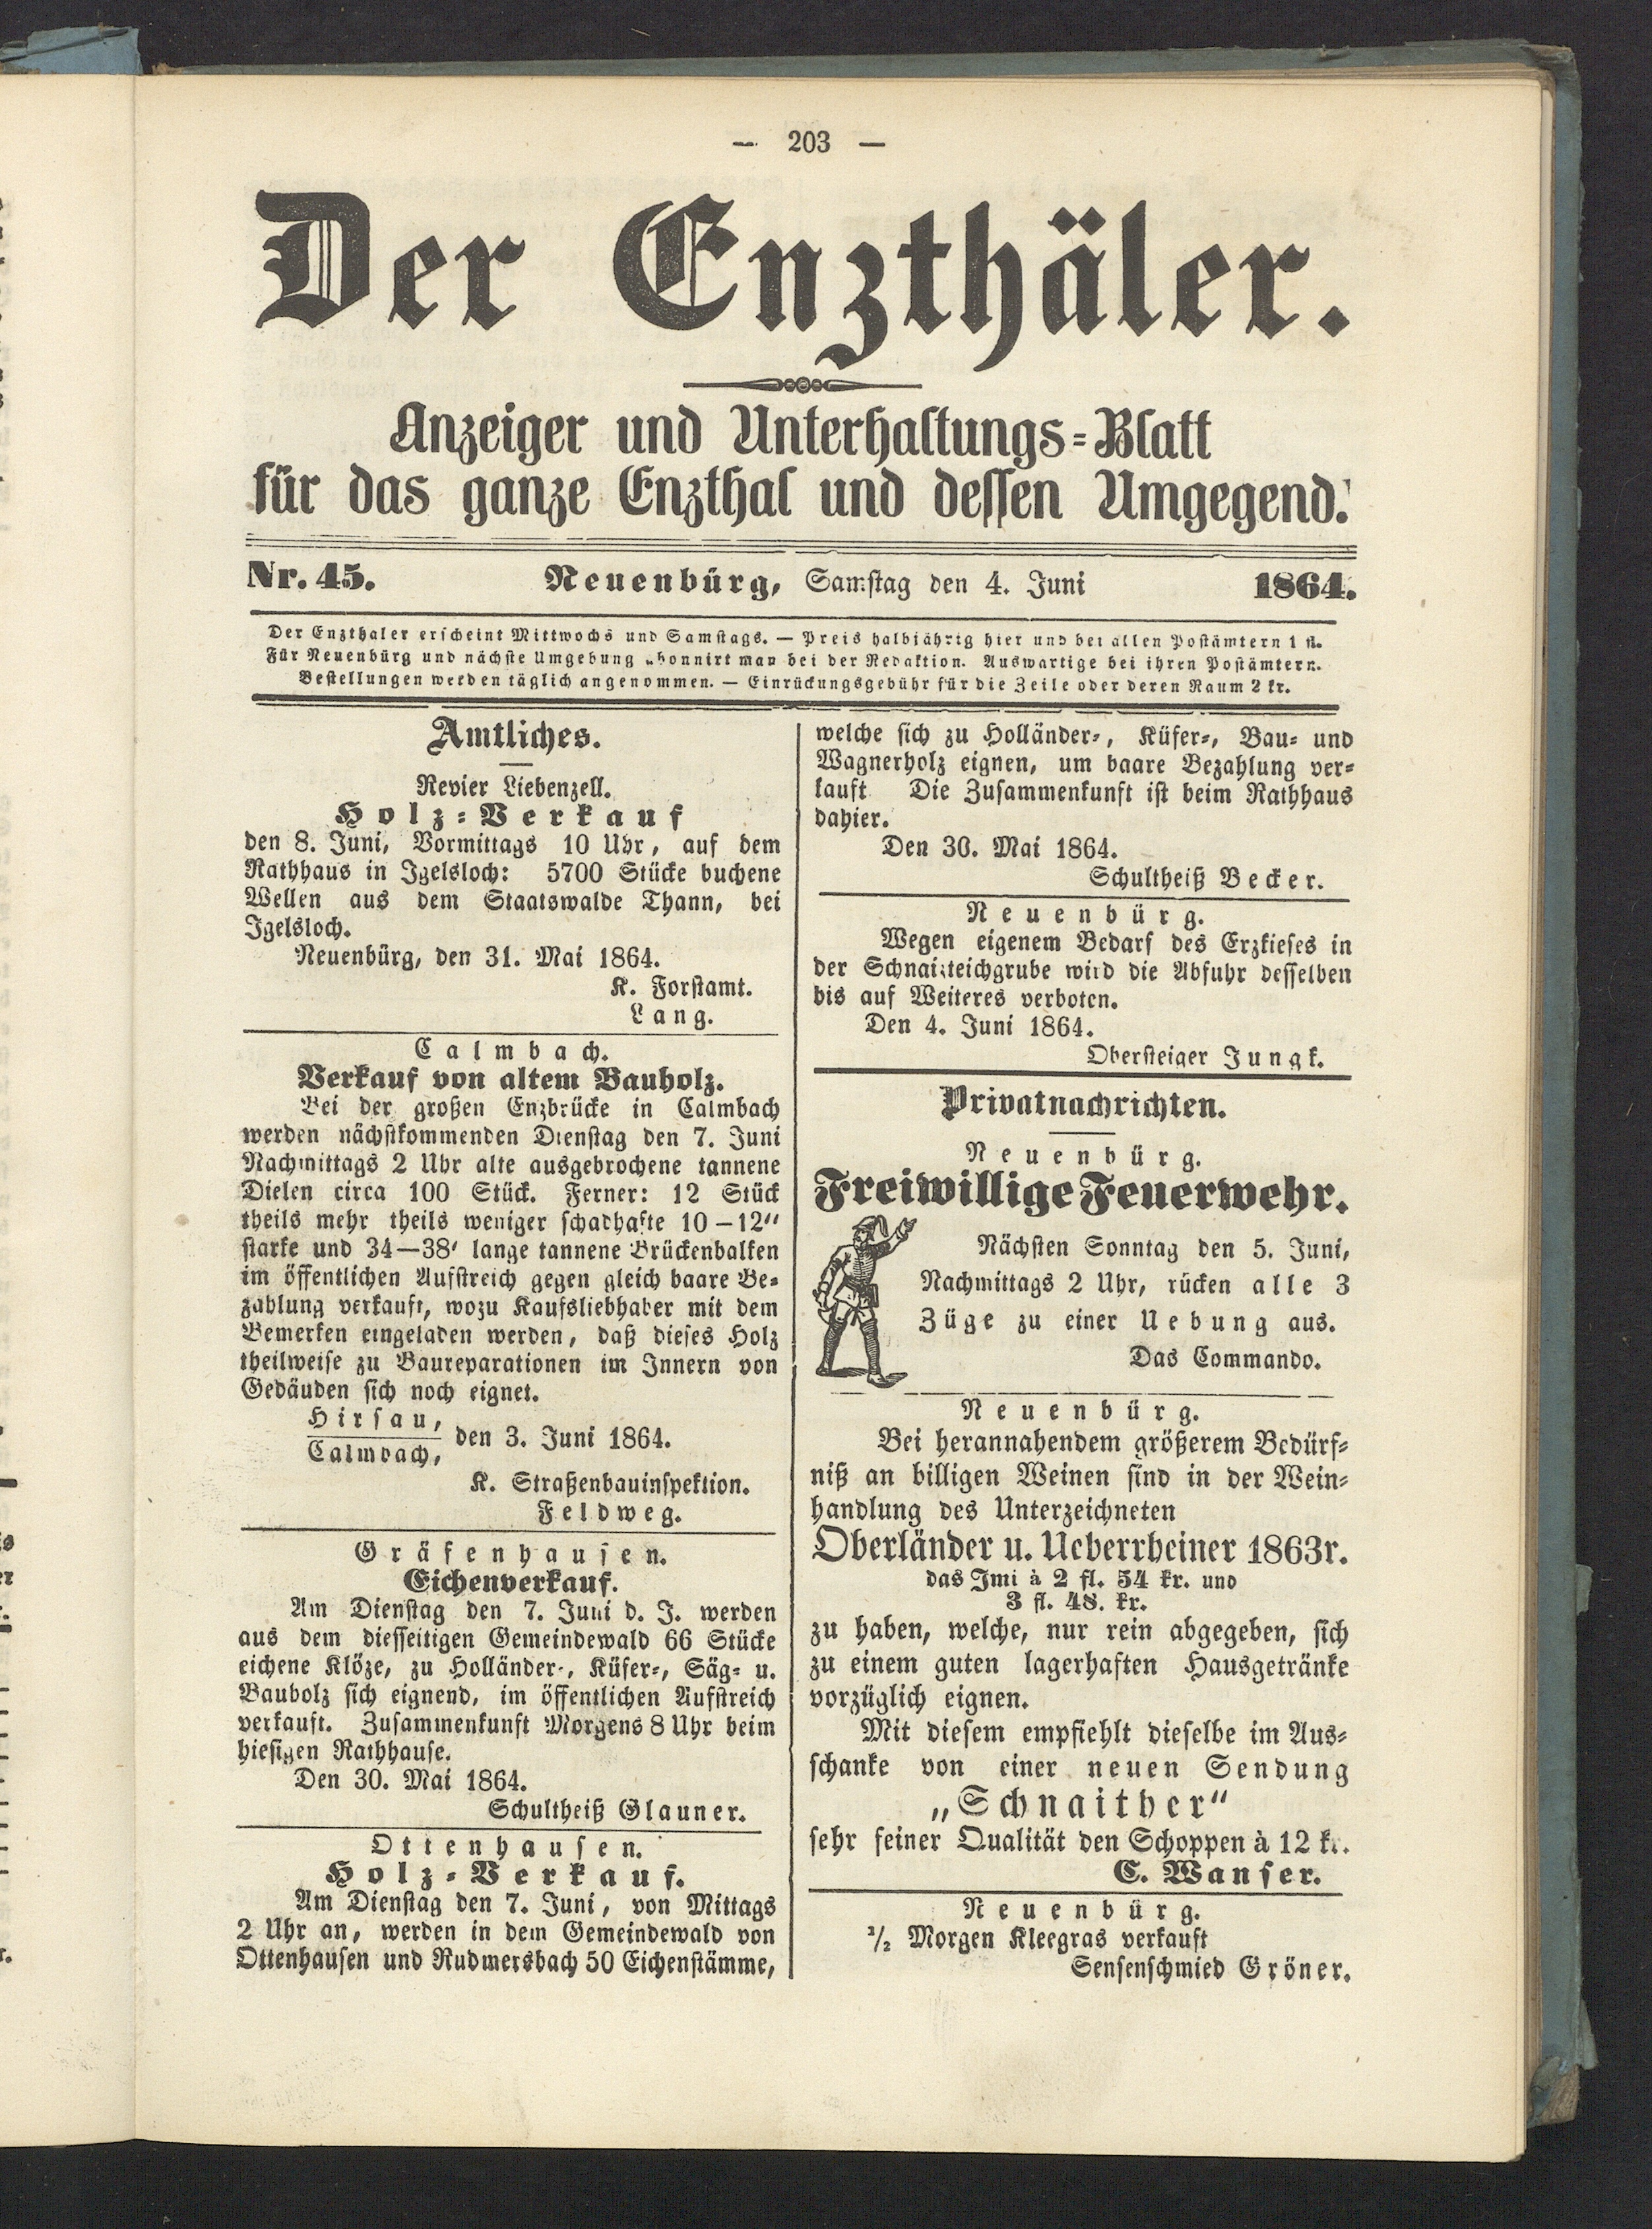 — 203 —
Der Enzthäler.
Anzeiger und Unterhaltungs-Blatt
für das ganze Enzthal und dessen Umgegend.
Nr. 45. Neuenbürg, Samstag den 4. Juni 1864.
Der Enzthäler erscheint Mittwochs und Samstags. — Preis halbjährig hier und bei allen Postämtern 1 fl.
Für Neuenbürg und nächste Umgebung abonnirt man bei der Redaktion. Auswärtige bei ihren Postämtern.
Bestellungen werden täglich angenommen. — Einrückungsgebühr für die Zeile oder deren Raum 2 kr.
Amtliches.
Revier Liebenzell.
Holz-Verkauf
den 8. Juni, Vormittags 10 Uhr, auf dem
Rathhaus in Igelsloch: 5700 Stücke buchene
Wellen aus dem Staatswalde Thann, bei
Igelsloch.
Neuenbürg, den 31. Mai 1864.
K. Forstamt.
Lang.
Calmbach.
Verkauf von altem Bauholz.
Bei der großen Enzbrücke in Calmbach
werden nächstkommenden Dienstag den 7. Juni
Nachmittags 2 Uhr alte ausgebrochene tannene
Dielen circa 100 Stück. Ferner: 12 Stück
theils mehr theils weniger schadhafte 10—12"
starke und 34—38' lange tannene Brückenbalken
im öffentlichen Aufstreich gegen gleich baare Be-
zahlung verkauft, wozu Kaufsliebhaber mit dem
Bemerken eingeladen werden, daß dieses Holz
theilweise zu Baureparationen im Innern von
Gebäuden sich noch eignet.
Hirsau,
Calmbach, den 3. Juni 1864.
K. Straßenbauinspektion.
Feldweg.
Gräfenhausen.
Eichenverkauf.
Am Dienstag den 7. Juni d. J. werden
aus dem diesseitigen Gemeindewald 66 Stücke
eichene Klöze, zu Holländer-, Küfer-, Säg- u.
Bauholz sich eignend, im öffentlichen Aufstreich
verkauft. Zusammenkunft Morgens 8 Uhr beim
hiesigen Rathhause.
Den 30. Mai 1864.
Schultheiß Glauner.
Ottenhausen.
Holz-Verkauf.
Am Dienstag den 7. Juni, von Mittags
2 Uhr an, werden in dem Gemeindewald von
Ottenhausen und Rudmersbach 50 Eichenstämme,
welche sich zu Holländer-, Küfer-, Bau- und
Wagnerholz eignen, um baare Bezahlung ver-
kauft Die Zusammenkunft ist beim Rathhaus
dahier.
Den 30. Mai 1864.
Schultheiß Becker.
Neuenbürg.
Wegen eigenem Bedarf des Erzkieses in
der Schnaizteichgrube wird die Abfuhr desselben
bis auf Weiteres verboten.
Den 4. Juni 1864.
Obersteiger Jungk.
Privatnachrichten.
Neuenbürg.
Freiwillige Feuerwehr.
Nächsten Sonntag den 5. Juni,
Nachmittags 2 Uhr, rücken alle 3
Züge zu einer Uebung aus.
Das Commando.
Neuenbürg.
Bei herannahendem größerem Bedürf-
niß an billigen Weinen sind in der Wein-
handlung des Unterzeichneten
Oberländer u. Ueberrheiner 1863r.
das Imi à 2 fl. 54 kr. und
3 fl. 48. kr.
zu haben, welche, nur rein abgegeben, sich
zu einem guten lagerhaften Hausgetränke
vorzüglich eignen.
Mit diesem empfiehlt dieselbe im Aus-
schanke von einer neuen Sendung
„Schnaither"
sehr feiner Qualität den Schoppen à 12 kr.
C. Wanser.
Neuenbürg.
½ Morgen Kleegras verkauft
Sensenschmied Gröner.